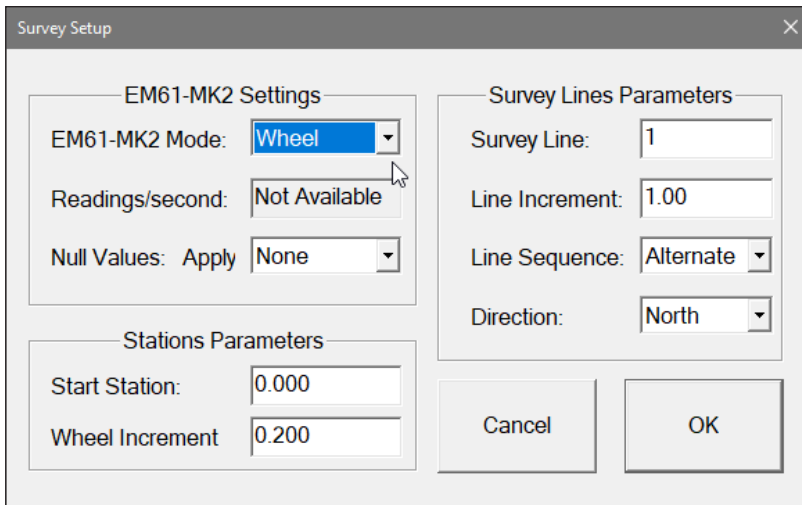 Survey Setup
EM61-MK2 Settings
EM61-MK2 Mode: Wheel
Readings/second: Not Available
Null Values: Apply None
Stations Parameters
Start Station: 0.000
Wheel Increment 0.200
Survey Lines Parameters
Survey Line: 1
Line Increment: 1.00
Line Sequence: Alternate
Direction: North
Cancel
OK